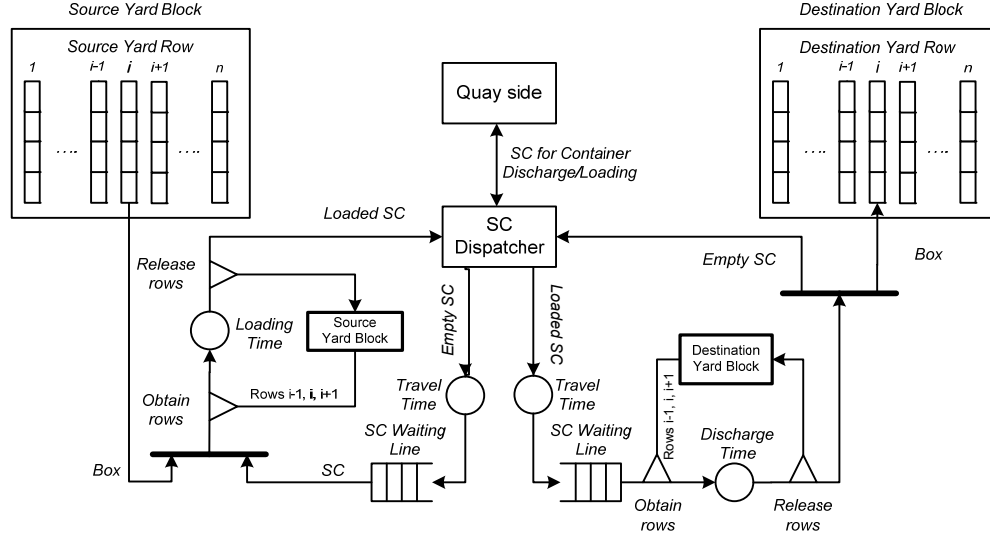 Source Yard Block
Source Yard Row
1 i-1 i i+1 n
.... ....
Destination Yard Block
Destination Yard Row
1 i-1 i i+1 n
.... ....
Quay side
SC for Container
Discharge/Loading
SC
Dispatcher
Loaded SC
Empty SC
Box
Release
rows
Loading
Time
Source
Yard Block
Obtain
rows
Rows i-1, i, i+1
Box
SC
Empty SC
Loaded SC
Travel
Time
SC Waiting
Line
Travel
Time
SC Waiting
Line
Destination
Yard Block
Rows i-1, i, i+1
Discharge
Time
Obtain
rows
Release
rows